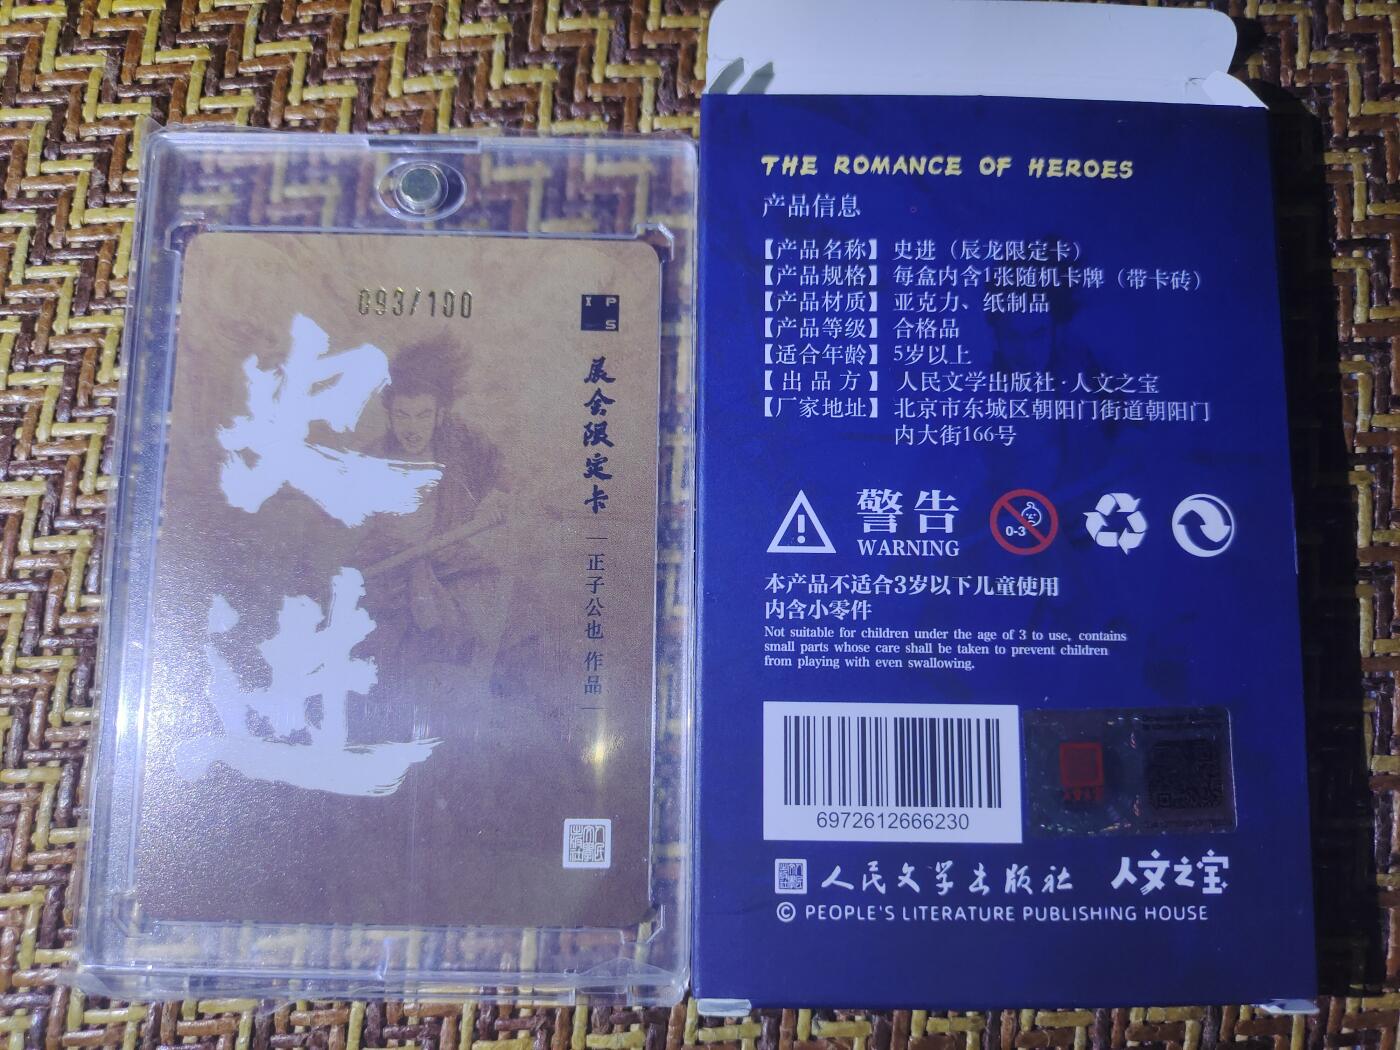 093/100
I P S
史进
展会限定卡
正子公也 作品
人民文学出版社
THE ROMANCE OF HEROES
产品信息
【产品名称】 史进（辰龙限定卡）
【产品规格】 每盒内含1张随机卡牌（带卡砖）
【产品材质】 亚克力、纸制品
【产品等级】 合格品
【适合年龄】 5岁以上
【出品方】 人民文学出版社·人文之宝
【厂家地址】 北京市东城区朝阳门街道朝阳门
内大街166号
警告
WARNING
0-3
本产品不适合3岁以下儿童使用
内含小零件
Not suitable for children under the age of 3 to use, contains
small parts whose care shall be taken to prevent children
from playing with even swallowing.
6972612666230
人民文学出版社 人文之宝
© PEOPLE'S LITERATURE PUBLISHING HOUSE